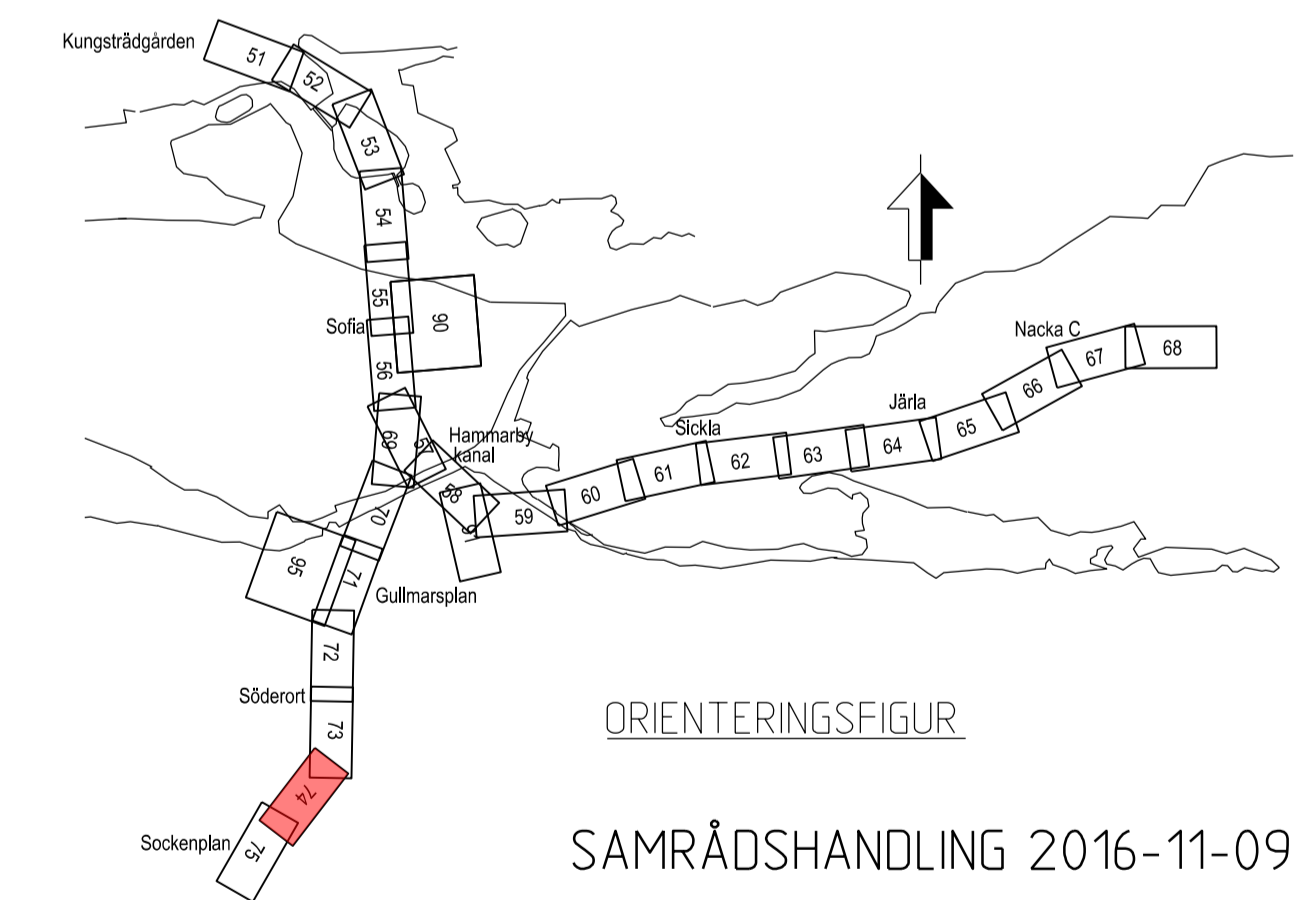 Kungsträdgården
51
52
53
54
55
Sofia
90
56
Nacka C
68
67
66
Järla
65
64
Sickla
63
62
61
60
59
69
57
Hammarby
kanal
58
70
95
71
Gullmarsplan
72
Söderort
73
74
Sockenplan
75
ORIENTERINGSFIGUR
SAMRÅDSHANDLING 2016-11-09